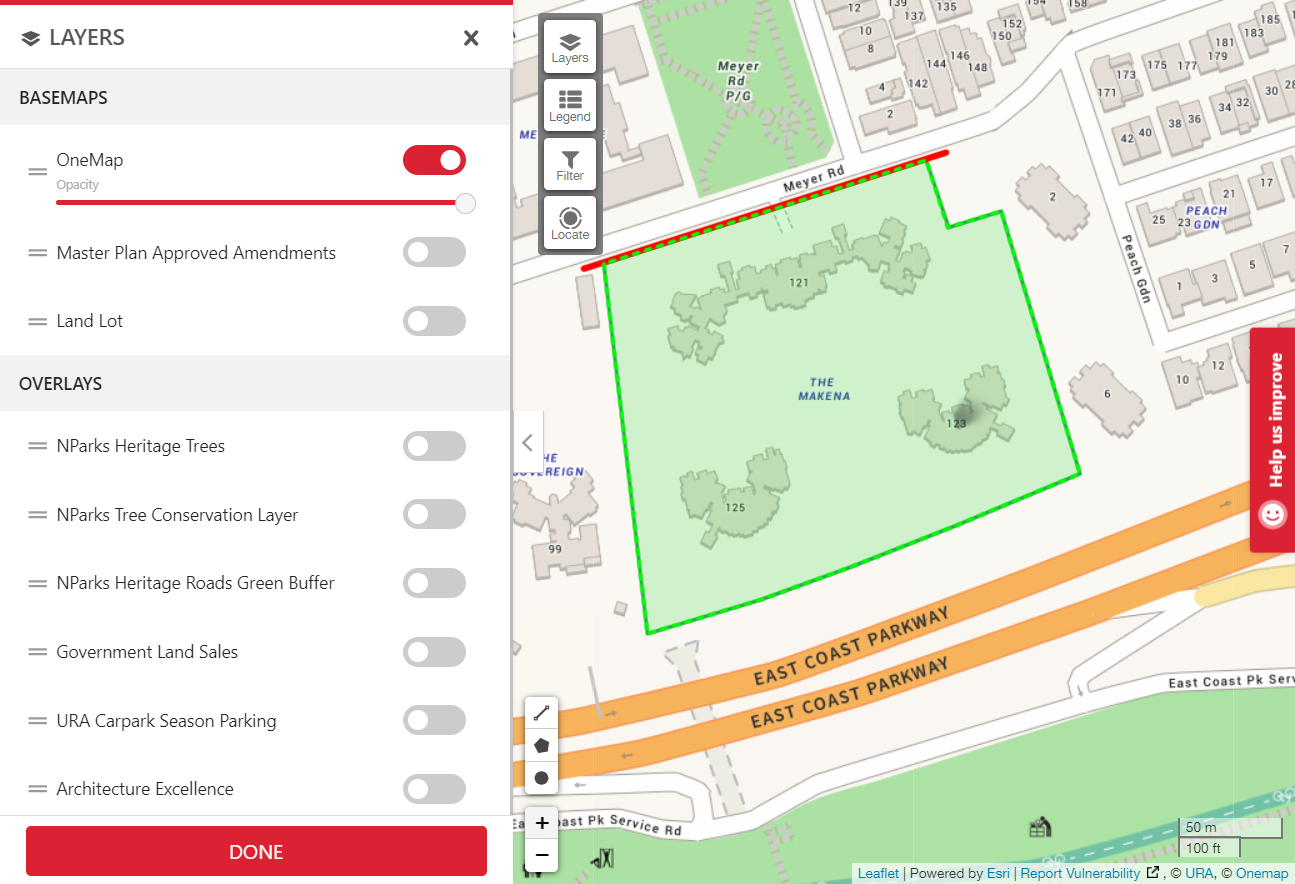 LAYERS
BASEMAPS
OneMap
Opacity
Master Plan Approved Amendments
Land Lot
OVERLAYS
NParks Heritage Trees
NParks Tree Conservation Layer
NParks Heritage Roads Green Buffer
Government Land Sales
URA Carpark Season Parking
Architecture Excellence
DONE
Layers
Legend
Filter
Locate
Meyer
Rd
P/G
ME
E
12
139
137
135
154
158
152
150
185
183
181
179
10
8
144
146
148
142
4
2
173
171
175
177
34
32
30
28
42
40
38
36
Meyer Rd
2
25
23
21
17
PEACH
GDN
Peach Gdn
1
3
5
7
10
12
6
121
THE
MAKENA
123
125
HE
SOVEREIGN
99
EAST COAST PARKWAY
EAST COAST PARKWAY
East Coast Pk Serv
East Coast Pk Service Rd
Help us improve
+
−
50 m
100 ft
Leaflet | Powered by Esri | Report Vulnerability , © URA, © Onemap